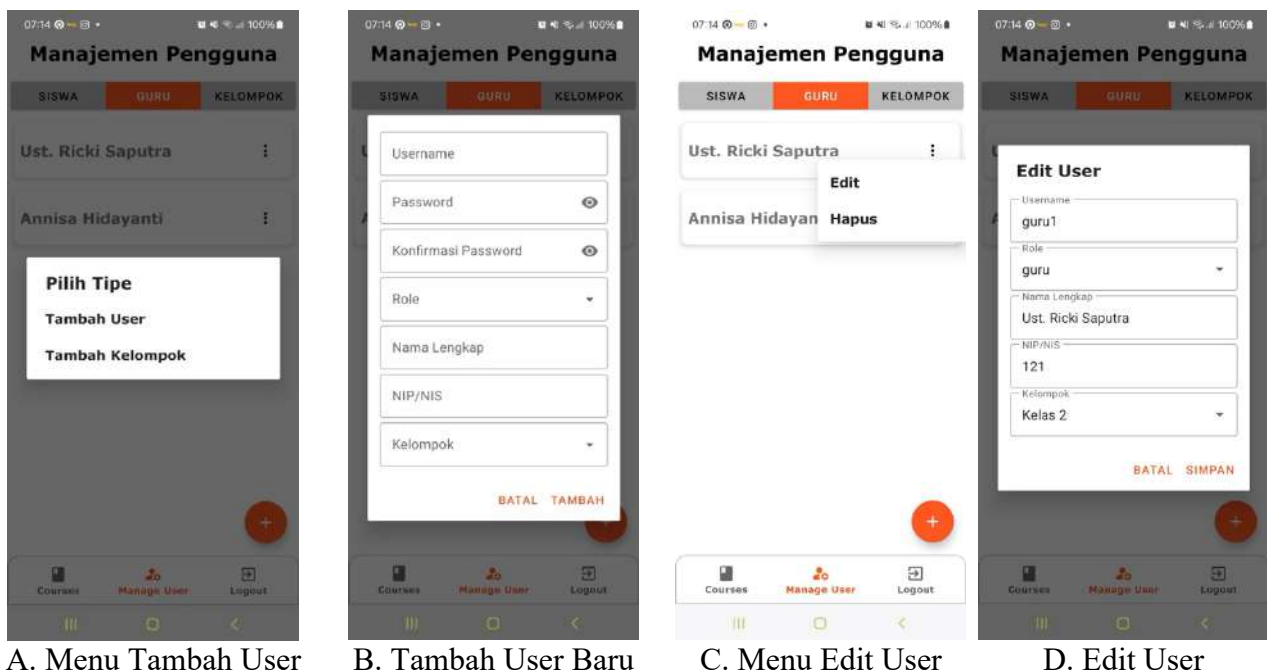 07:14
100%
Manajemen Pengguna
SISWA GURU KELOMPOK
Ust. Ricki Saputra
Annisa Hidayanti
Pilih Tipe
Tambah User
Tambah Kelompok
+
Courses Manage User Logout
A. Menu Tambah User
07:14
100%
Manajemen Pengguna
SISWA GURU KELOMPOK
Username
Password
Konfirmasi Password
Role
Nama Lengkap
NIP/NIS
Kelompok
BATAL TAMBAH
Courses Manage User Logout
B. Tambah User Baru
07:14
100%
Manajemen Pengguna
SISWA GURU KELOMPOK
Ust. Ricki Saputra
Edit
Annisa Hidayan
Hapus
+
Courses Manage User Logout
C. Menu Edit User
07:14
100%
Manajemen Pengguna
SISWA GURU KELOMPOK
Edit User
Username
guru1
Role
guru
Nama Lengkap
Ust. Ricki Saputra
NIP/NIS
121
Kelompok
Kelas 2
BATAL SIMPAN
+
Courses Manage User Logout
D. Edit User